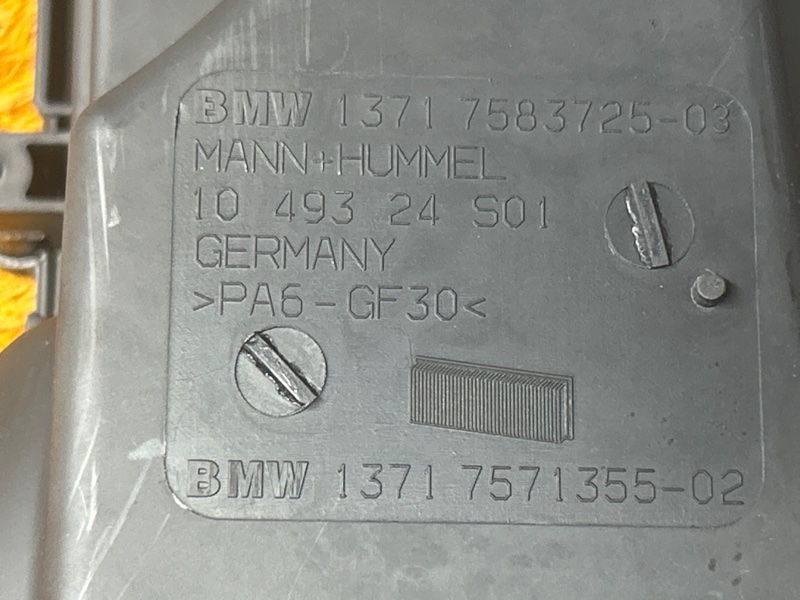 BMW 1371 7583725-03
MANN+HUMMEL
10 493 24 S01
GERMANY
>PA6-GF30<
BMW 1371 7571355-02